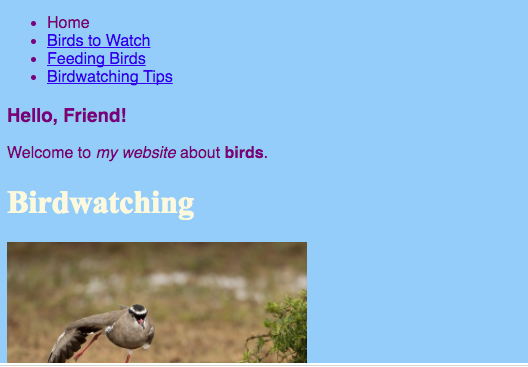 Home
Birds to Watch
Feeding Birds
Birdwatching Tips
Hello, Friend!
Welcome to my website about birds.
Birdwatching